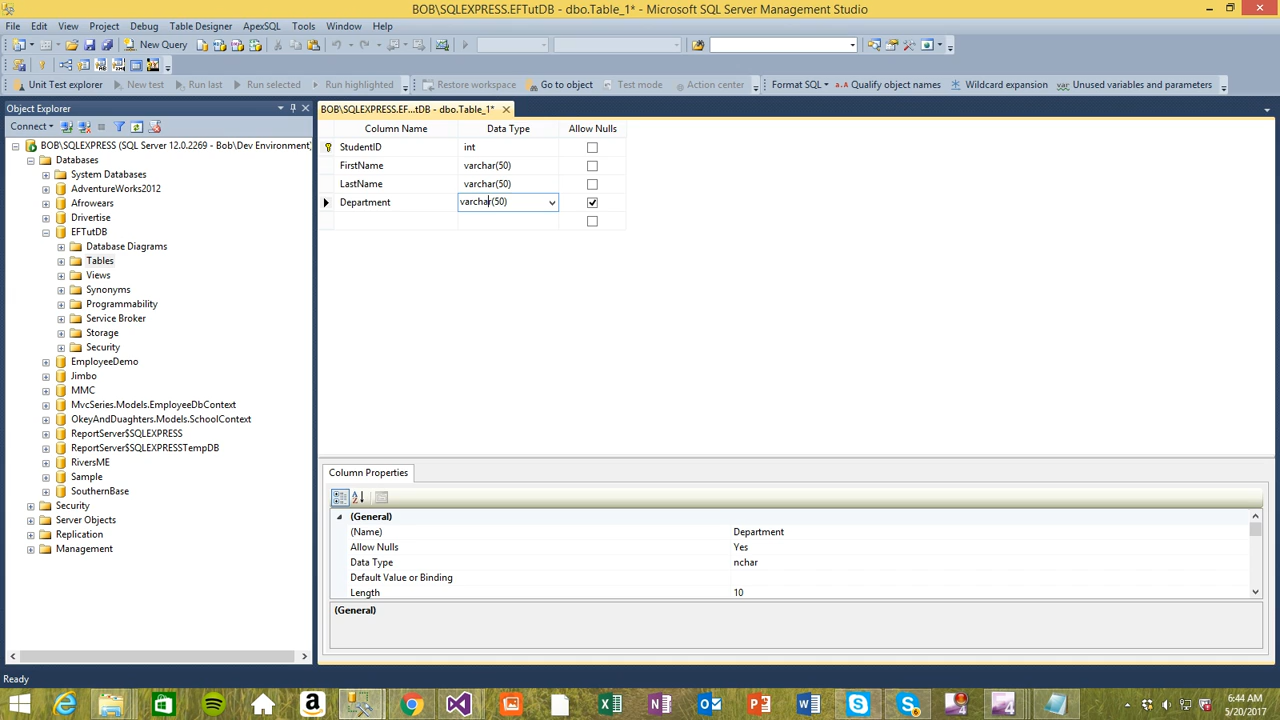 BOB\SQLEXPRESS.EFTutDB - dbo.Table_1* - Microsoft SQL Server Management Studio
File Edit View Project Debug Table Designer ApexSQL Tools Window Help
New Query
Unit Test explorer New test Run last Run selected Run highlighted Restore workspace Go to object Test mode Action center Format SQL Qualify object names Wildcard expansion Unused variables and parameters
Object Explorer
Connect
BOB\SQLEXPRESS (SQL Server 12.0.2269 - Bob\Dev Environment)
Databases
System Databases
AdventureWorks2012
Afrowears
Drivertise
EFTutDB
Database Diagrams
Tables
Views
Synonyms
Programmability
Service Broker
Storage
Security
EmployeeDemo
Jimbo
MMC
MvcSeries.Models.EmployeeDbContext
OkeyAndDuaghters.Models.SchoolContext
ReportServer$SQLEXPRESS
ReportServer$SQLEXPRESSTempDB
RiversME
Sample
SouthernBase
Security
Server Objects
Replication
Management
BOB\SQLEXPRESS.EF...tDB - dbo.Table_1*
Column Name Data Type Allow Nulls
StudentID int
FirstName varchar(50)
LastName varchar(50)
Department varchar(50)
Column Properties
(General)
(Name) Department
Allow Nulls Yes
Data Type nchar
Default Value or Binding
Length 10
(General)
Ready
6:44 AM
5/20/2017